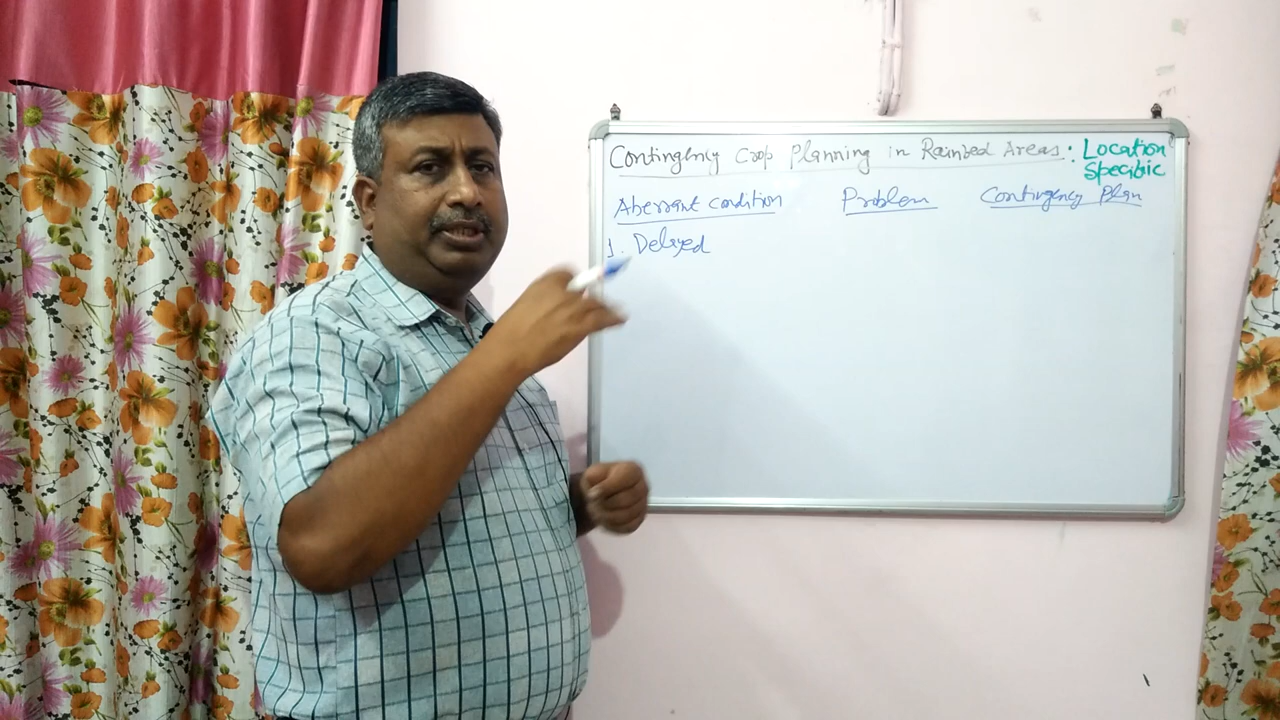 Contingency Crop Planning in Rainfed Areas : Location
Specific
Aberrant Condition Problem Contingency Plan
1. Delayed